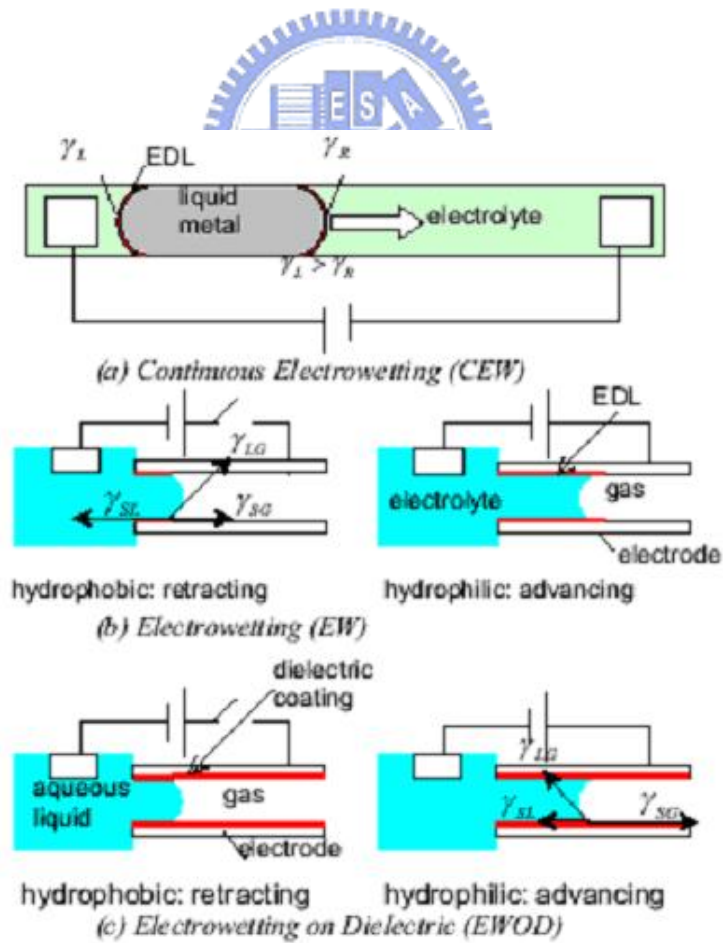 E S A
γL EDL γR
liquid metal
electrolyte
γL > γR
(a) Continuous Electrowetting (CEW)
EDL
γLG
γSL γSG
electrolyte gas
electrode
hydrophobic: retracting hydrophilic: advancing
(b) Electrowetting (EW)
dielectric coating
γLG
aqueous liquid
gas
γSL γSG
electrode
hydrophobic: retracting hydrophilic: advancing
(c) Electrowetting on Dielectric (EWOD)